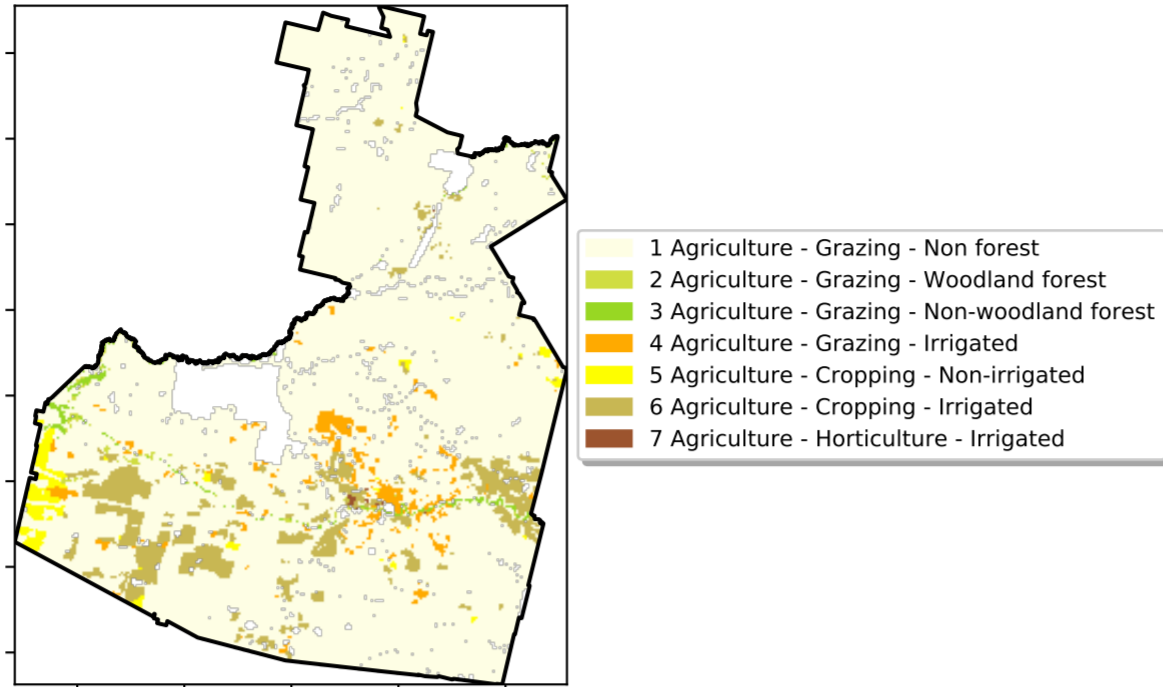 1 Agriculture - Grazing - Non forest
2 Agriculture - Grazing - Woodland forest
3 Agriculture - Grazing - Non-woodland forest
4 Agriculture - Grazing - Irrigated
5 Agriculture - Cropping - Non-irrigated
6 Agriculture - Cropping - Irrigated
7 Agriculture - Horticulture - Irrigated